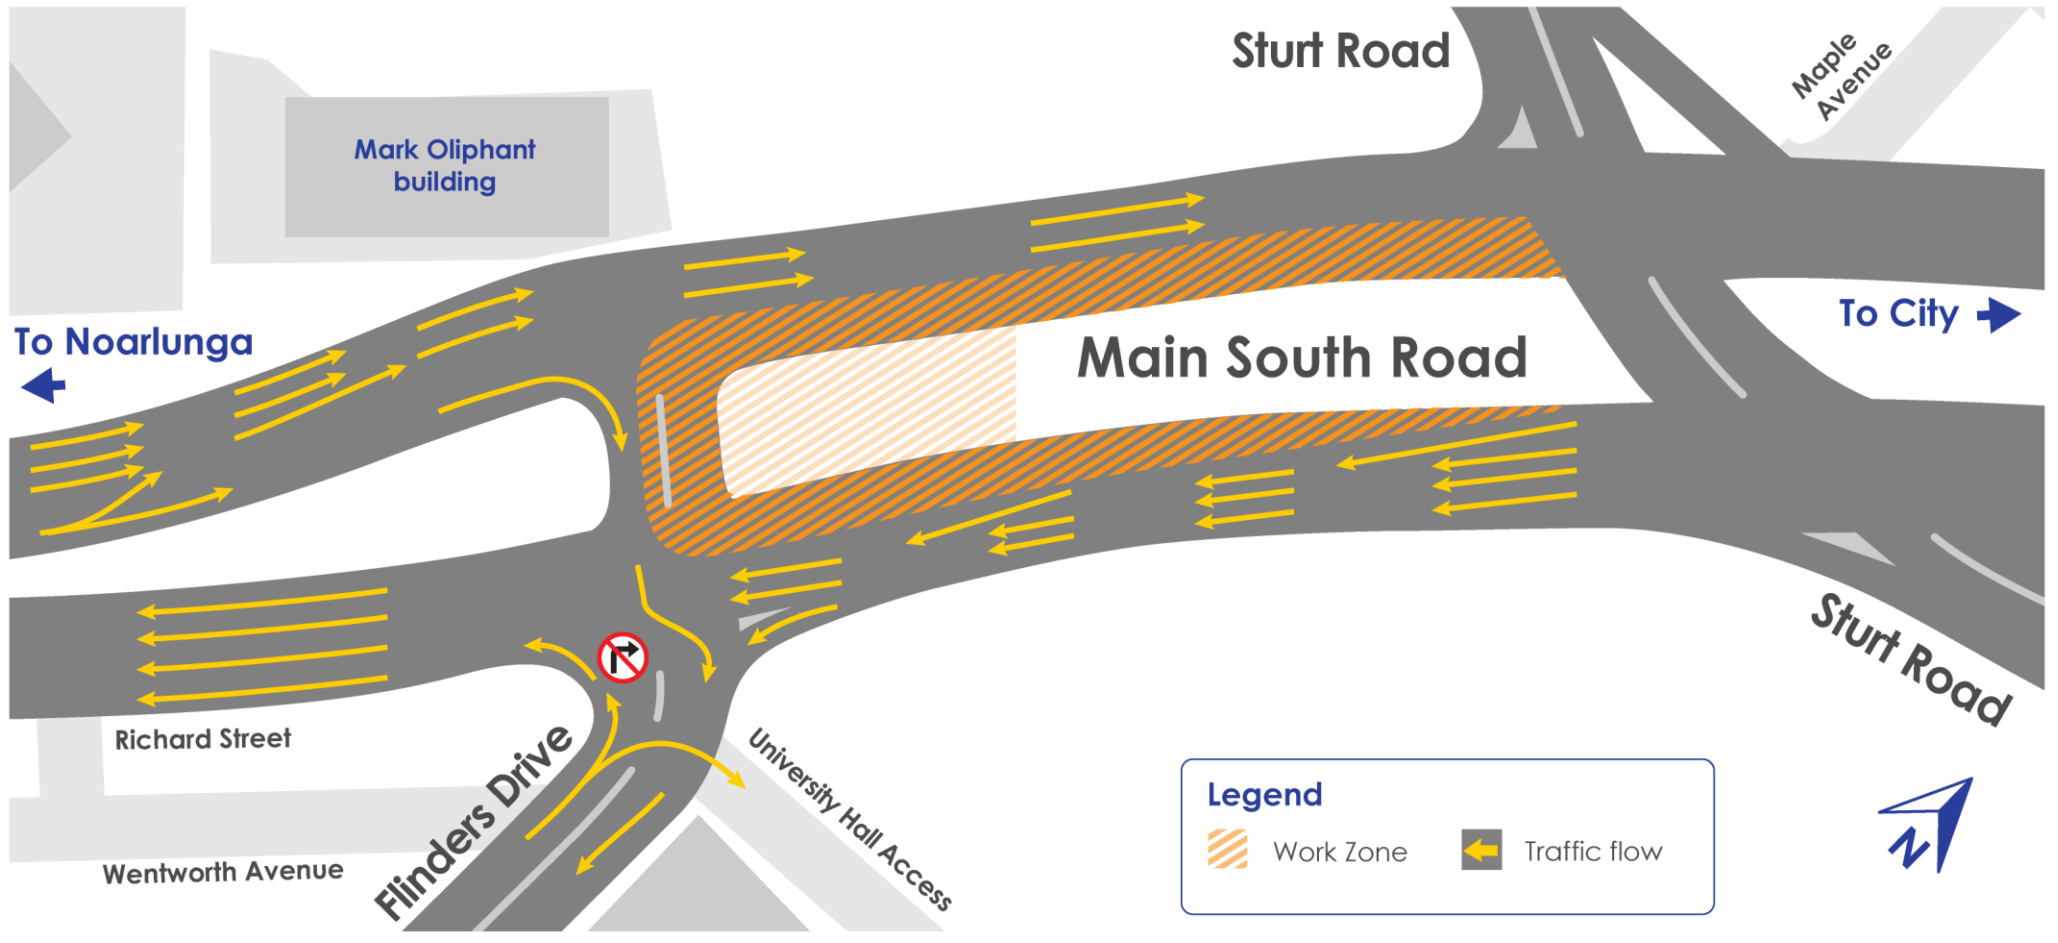 Sturt Road
Maple
Avenue
Mark Oliphant
building
To Noarlunga
To City
Main South Road
Sturt Road
Richard Street
Flinders Drive
University Hall Access
Wentworth Avenue
Legend
Work Zone
Traffic flow
N